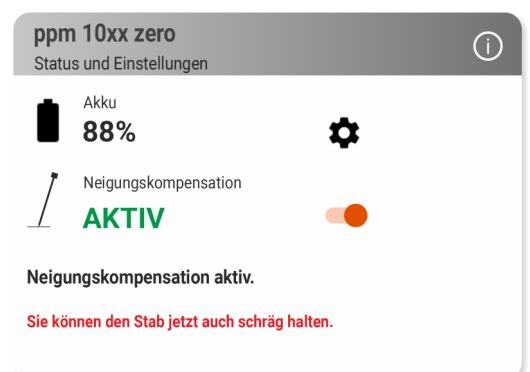 ppm 10xx zero
Status und Einstellungen
Akku
88%
Neigungskompensation
AKTIV
Neigungskompensation aktiv.
Sie können den Stab jetzt auch schräg halten.